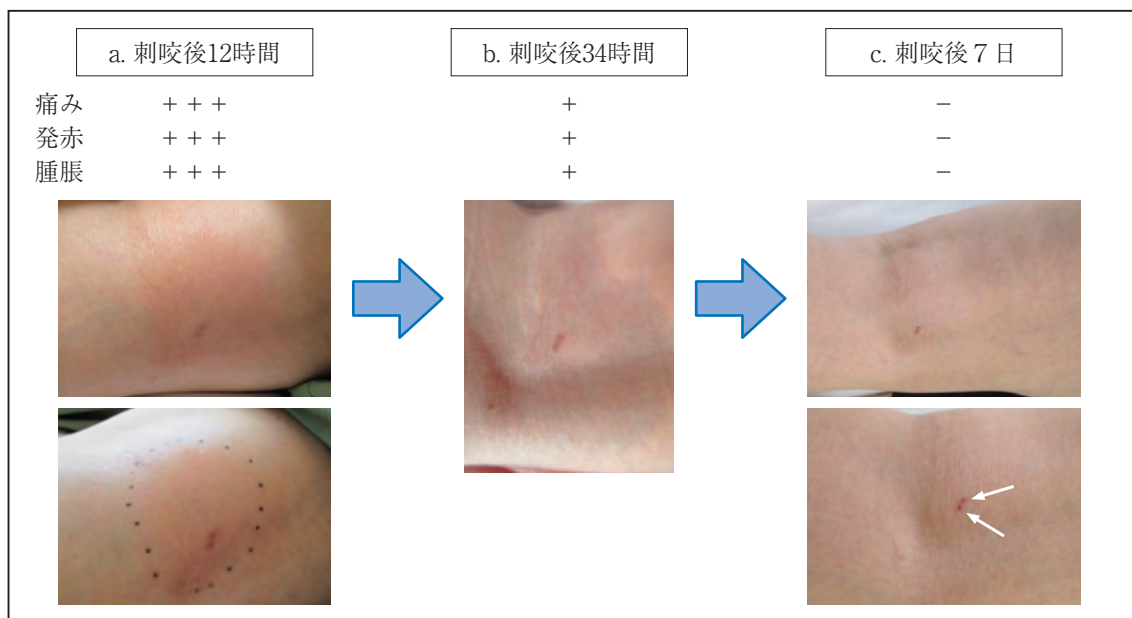 a. 刺咬後12時間 b. 刺咬後34時間 c. 刺咬後７日
痛み +++ + −
発赤 +++ + −
腫脹 +++ + −